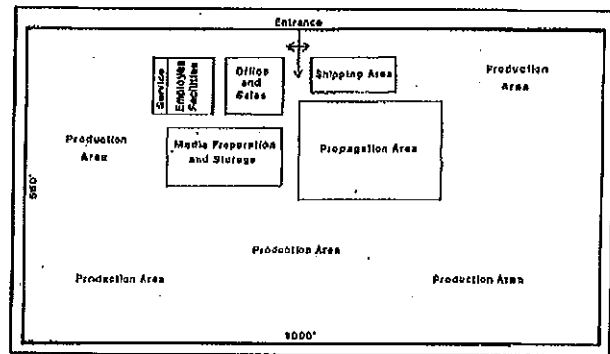 Entrance
Service
Employee
Facilities
Office
and
Sales
Shipping Area
Production
Area
Production
Area
Media Preparation
and Storage
Propagation Area
Production Area
Production Area
Production Area
1000'